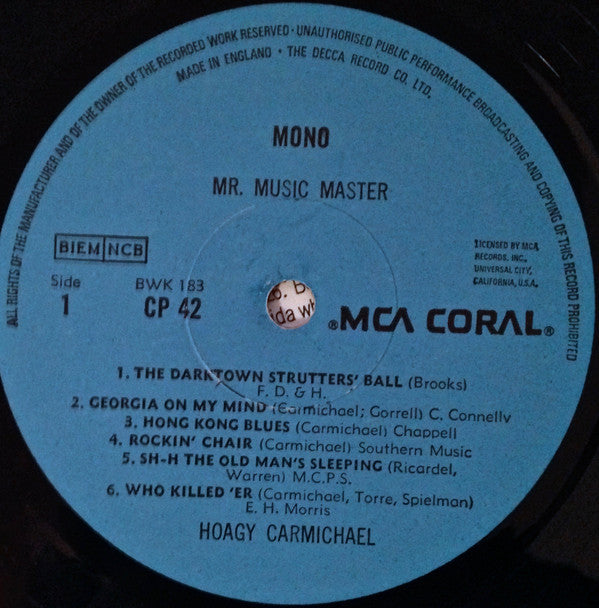 ALL RIGHTS OF THE MANUFACTURER AND OF THE OWNER OF THE RECORDED WORK RESERVED · UNAUTHORISED PUBLIC PERFORMANCE BROADCASTING AND COPYING OF THIS RECORD PROHIBITED
MADE IN ENGLAND · THE DECCA RECORD CO. LTD.
MONO
MR. MUSIC MASTER
BIEM NCB
LICENSED BY MCA
RECORDS, INC.,
UNIVERSAL CITY,
CALIFORNIA, U.S.A.
Side
1
BWK 183
CP 42
da wh
®MCA CORAL®
1. THE DARKTOWN STRUTTERS' BALL (Brooks)
F. D. & H.
2. GEORGIA ON MY MIND (Carmichael; Gorrell) C. Connelly
3. HONG KONG BLUES (Carmichael) Chappell
4. ROCKIN' CHAIR (Carmichael) Southern Music
5. SH-H THE OLD MAN'S SLEEPING (Ricardel,
Warren) M.C.P.S.
6. WHO KILLED 'ER (Carmichael, Torre, Spielman)
E. H. Morris
HOAGY CARMICHAEL